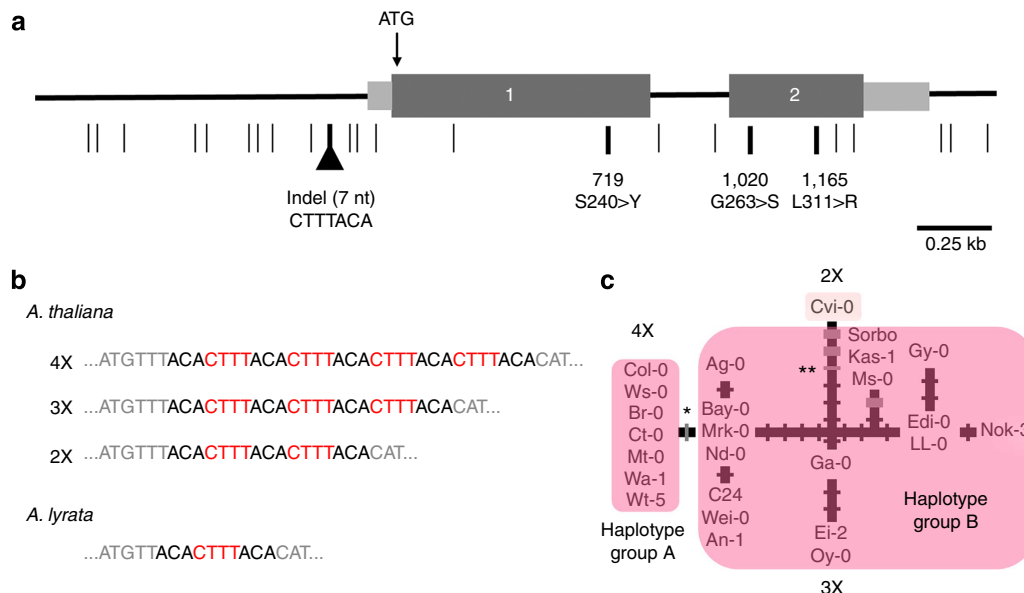 a
ATG
1
2
Indel (7 nt)
CTTTACA
719
S240>Y
1,020
G263>S
1,165
L311>R
0.25 kb
b
A. thaliana
4X ...ATGTTTACACTTTACACTTTACACTTTACACTTTACACAT...
3X ...ATGTTTACACTTTACACTTTACACTTTACACAT...
2X ...ATGTTTACACTTTACACTTTACACAT...
A. lyrata
...ATGTTACACTTTACACAT...
c
2X
Cvi-0
4X
Col-0
Ws-0
Br-0
Ct-0
Mt-0
Wa-1
Wt-5
Haplotype
group A
*
Ag-0
Bay-0
Mrk-0
Nd-0
C24
Wei-0
An-1
**
Sorbo
Kas-1
Ms-0
Gy-0
Edi-0
LL-0
Nok-3
Ga-0
Ei-2
Oy-0
Haplotype
group B
3X